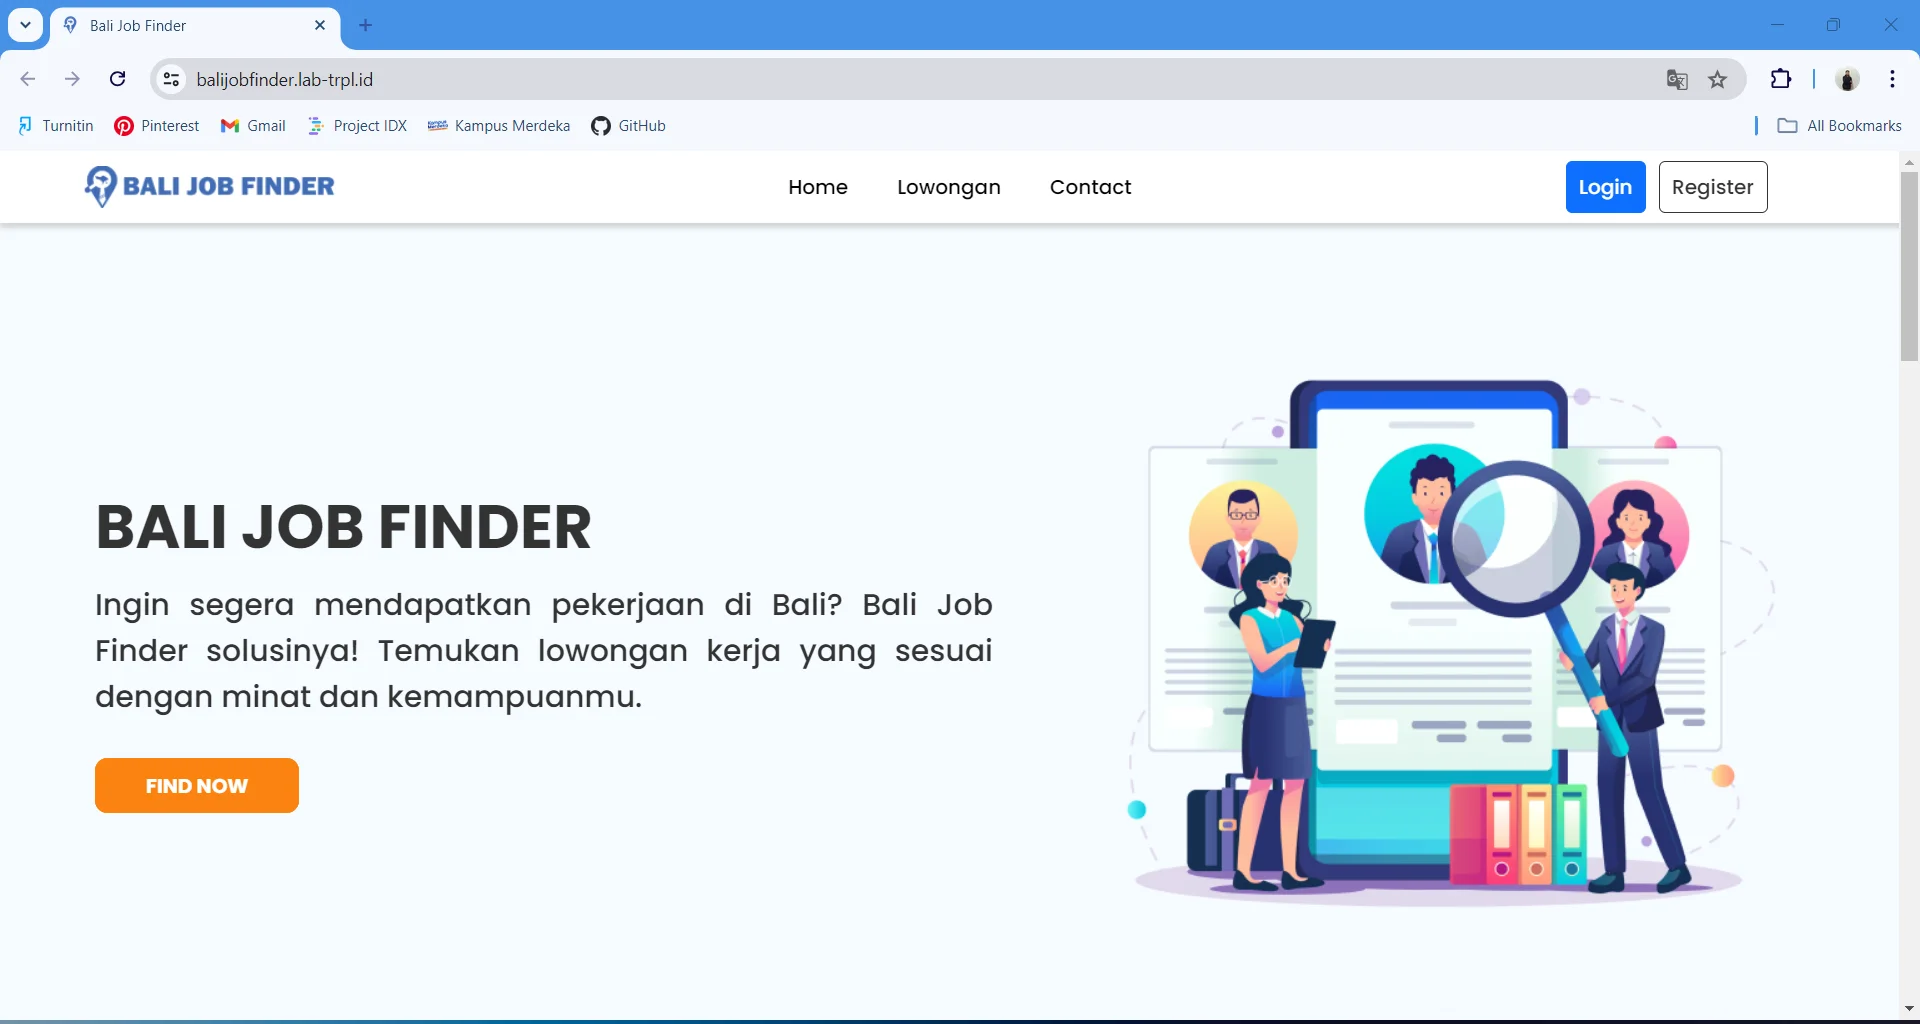 Bali Job Finder
balijobfinder.lab-trpl.id
Turnitin
Pinterest
Gmail
Project IDX
Kampus Merdeka
GitHub
All Bookmarks
BALI JOB FINDER
Home
Lowongan
Contact
Login
Register
BALI JOB FINDER
Ingin segera mendapatkan pekerjaan di Bali? Bali Job
Finder solusinya! Temukan lowongan kerja yang sesuai
dengan minat dan kemampuanmu.
FIND NOW